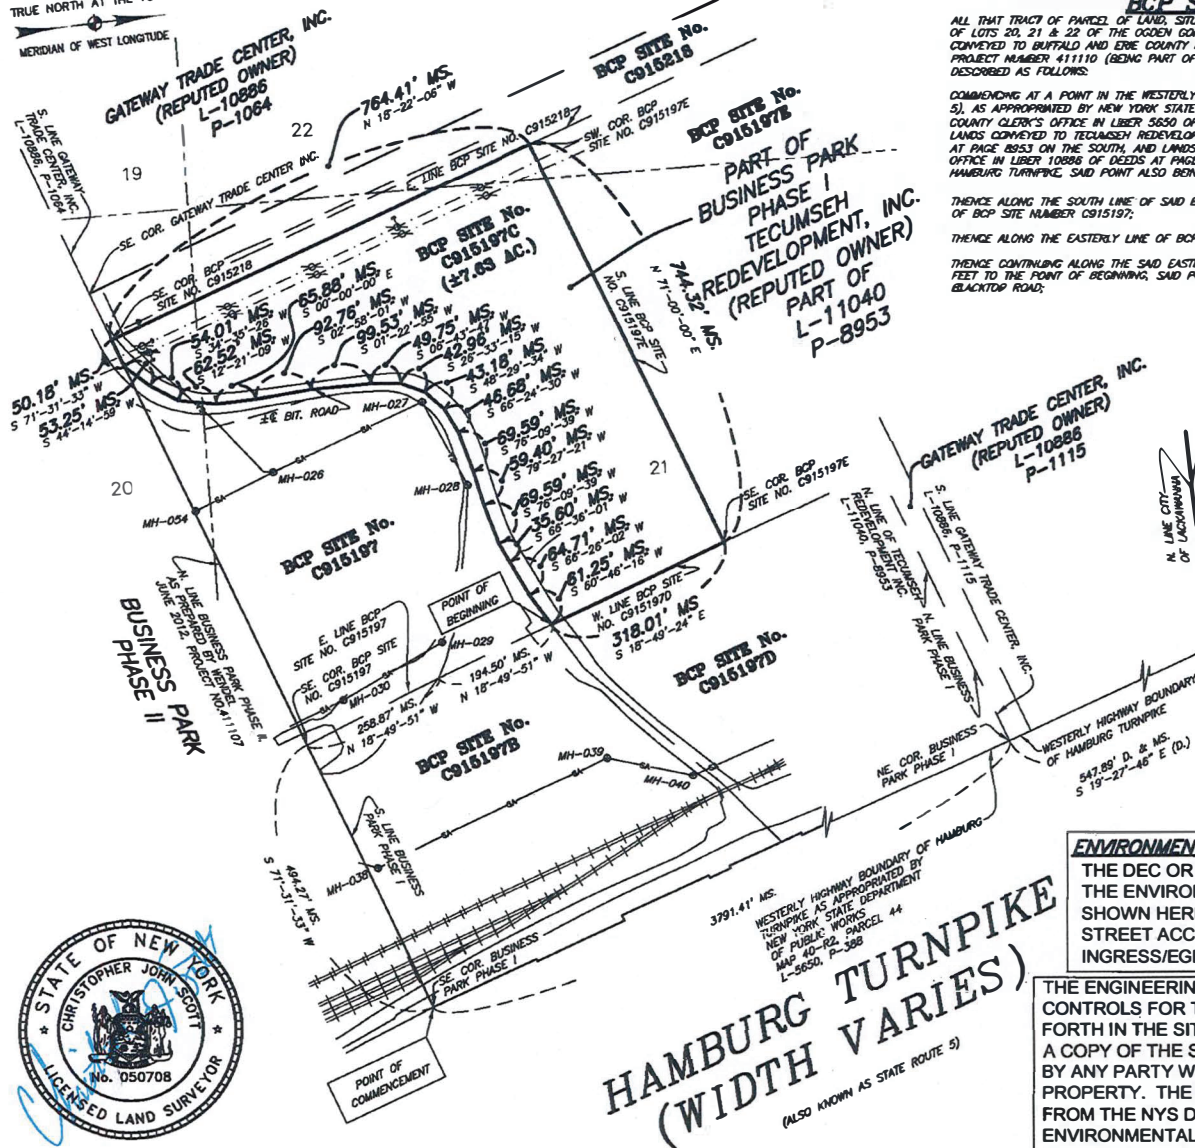 TRUE NORTH AT THE
MERIDIAN OF WEST LONGITUDE
GATEWAY TRADE CENTER, INC.
(REPUTED OWNER)
L-10886
P-1064
S. LINE GATEWAY
TRADE CENTER, INC.
L-10886, P-1064
19
22
764.41' MS.
N 18°-22'-06" W
SE. COR. GATEWAY TRADE CENTER INC.
E. LINE BCP SITE NO. C915218
SE. COR. BCP
SITE NO. C915218
BCP SITE No.
C915218
SW. COR. BCP
SITE NO. C915197E
BCP SITE No.
C915197E
PART OF
BUSINESS PARK
PHASE I
TECUMSEH
REDEVELOPMENT, INC.
(REPUTED OWNER)
PART OF
L-11040
P-8953
BCP SITE No.
C915197C
(±7.63 AC.)
S. LINE BCP SITE
NO. C915197E
744.32' MS.
N 71°-00'-00" E
50.18' MS.
S 71°-31'-33" W
53.25' MS.
S 44°-14'-59" W
54.01' MS.
S 34°-35'-26" W
62.52' MS.
S 12°-21'-09" W
65.88' MS.
S 00°-00'-00" E
92.76' MS.
S 02°-58'-01" E
99.53' MS.
S 01°-22'-55" W
49.75' MS.
42.96' MS.
S 26°-33'-15" W
43.18' MS.
S 48°-29'-34" W
46.68' MS.
S 66°-24'-30" W
69.59' MS.
S 76°-09'-39" W
59.40' MS.
S 79°-27'-21" W
69.59' MS.
S 76°-09'-39" W
35.60' MS.
S 66°-36'-01" W
64.71' MS.
S 66°-26'-02" W
61.25' MS.
S 60°-46'-16" W
±℄ BIT. ROAD
MH-027
MH-026
MH-028
MH-054
20
21
BCP SITE No.
C915197
SE. COR. BCP
SITE NO. C915197E
GATEWAY TRADE CENTER, INC.
(REPUTED OWNER)
L-10886
P-1115
S. LINE GATEWAY TRADE CENTER, INC.
L-10886, P-1115
N. LINE OF TECUMSEH
REDEVELOPMENT INC.
L-11040, P-8953
N. LINE BUSINESS
PARK PHASE I
N. LINE CITY
OF LACKAWANNA
N. LINE BUSINESS PARK PHASE II,
AS PREPARED BY WENDEL
JUNE 2012, PROJECT NO.411107
BUSINESS PARK
PHASE II
POINT OF
BEGINNING
E. LINE BCP
SITE NO. C915197
SE. COR. BCP SITE
NO. C915197
MH-029
MH-030
194.50' MS.
N 18°-49'-51" W
258.87' MS.
N 18°-49'-51" W
W. LINE BCP SITE
NO. C915197D
318.01' MS
S 18°-49'-24" E
BCP SITE No.
C915197D
BCP SITE No.
C915197B
MH-039
MH-040
MH-038
S. LINE BUSINESS
PARK PHASE I
494.27' MS.
S 71°-31'-33" W
NE. COR. BUSINESS
PARK PHASE I
WESTERLY HIGHWAY BOUNDARY
OF HAMBURG TURNPIKE
547.89' D. & MS.
S 19°-27'-46" E (D.)
3791.41' MS.
WESTERLY HIGHWAY BOUNDARY OF HAMBURG
TURNPIKE AS APPROPRIATED BY
NEW YORK STATE DEPARTMENT
OF PUBLIC WORKS
MAP 40-R2, PARCEL 44
L-5650, P-388
SE. COR. BUSINESS
PARK PHASE I
POINT OF
COMMENCEMENT
HAMBURG TURNPIKE
(WIDTH VARIES)
(ALSO KNOWN AS STATE ROUTE 5)
STATE OF NEW YORK
CHRISTOPHER JOHN SCOTT
No. 050708
LICENSED LAND SURVEYOR
BCP S
ALL THAT TRACT OF PARCEL OF LAND, SITU
OF LOTS 20, 21 & 22 OF THE OGDEN GO
CONVEYED TO BUFFALO AND ERIE COUNTY
PROJECT NUMBER 411110 (BEING PART OF
DESCRIBED AS FOLLOWS:
COMMENCING AT A POINT IN THE WESTERLY
5), AS APPROPRIATED BY NEW YORK STATE
COUNTY CLERK'S OFFICE IN LIBER 5650 OF
LANDS CONVEYED TO TECUMSEH REDEVELO
AT PAGE 8953 ON THE SOUTH, AND LANDS
OFFICE IN LIBER 10886 OF DEEDS AT PAGE
HAMBURG TURNPIKE, SAID POINT ALSO BEIN
THENCE ALONG THE SOUTH LINE OF SAID B
OF BCP SITE NUMBER C915197;
THENCE ALONG THE EASTERLY LINE OF BCP
THENCE CONTINUING ALONG THE SAID EAST
FEET TO THE POINT OF BEGINNING, SAID P
BLACKTOP ROAD;
ENVIRONMEN
THE DEC OR
THE ENVIRO
SHOWN HER
STREET ACC
INGRESS/EG
THE ENGINEERIN
CONTROLS FOR T
FORTH IN THE SIT
A COPY OF THE S
BY ANY PARTY W
PROPERTY. THE
FROM THE NYS D
ENVIRONMENTAL